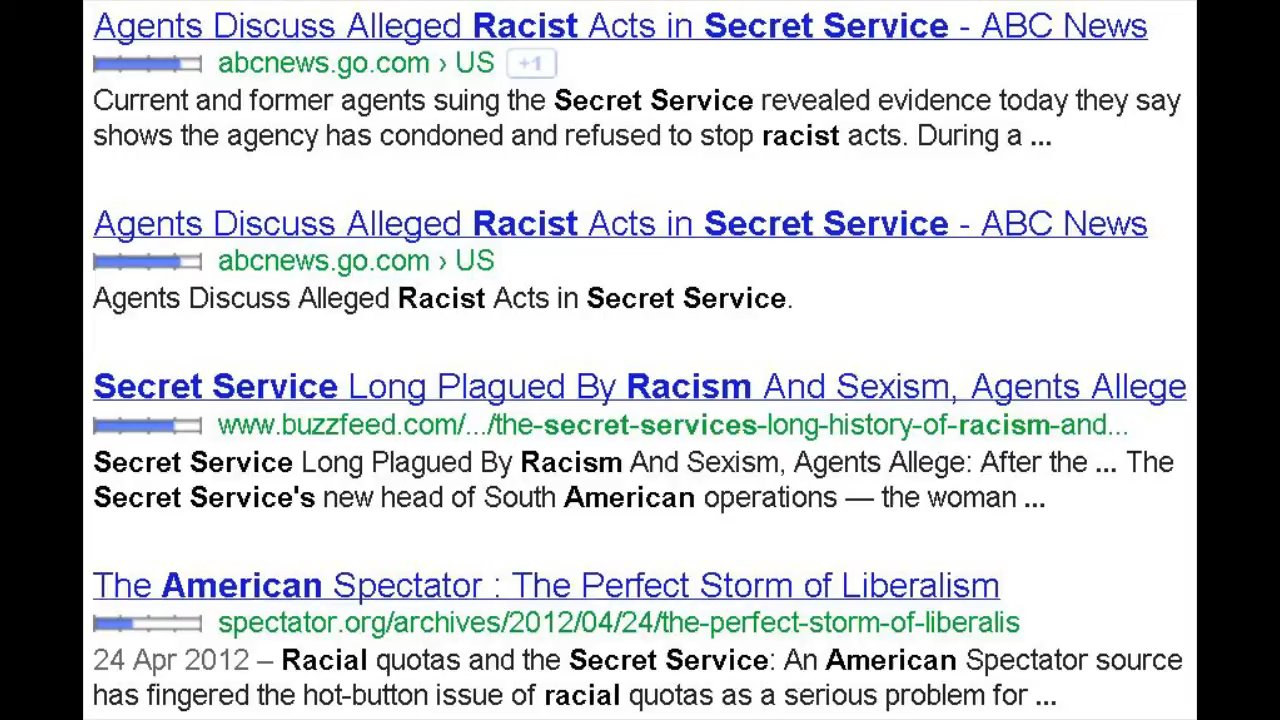 Agents Discuss Alleged Racist Acts in Secret Service - ABC News
abcnews.go.com › US +1
Current and former agents suing the Secret Service revealed evidence today they say
shows the agency has condoned and refused to stop racist acts. During a ...
Agents Discuss Alleged Racist Acts in Secret Service - ABC News
abcnews.go.com › US
Agents Discuss Alleged Racist Acts in Secret Service.
Secret Service Long Plagued By Racism And Sexism, Agents Allege
www.buzzfeed.com/.../the-secret-services-long-history-of-racism-and...
Secret Service Long Plagued By Racism And Sexism, Agents Allege: After the ... The
Secret Service's new head of South American operations — the woman ...
The American Spectator : The Perfect Storm of Liberalism
spectator.org/archives/2012/04/24/the-perfect-storm-of-liberalis
24 Apr 2012 – Racial quotas and the Secret Service: An American Spectator source
has fingered the hot-button issue of racial quotas as a serious problem for ...